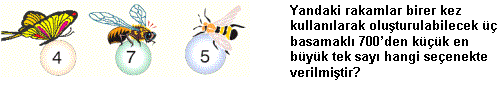 4 7 5
Yandaki rakamlar birer kez
kullanılarak oluşturulabilecek üç
basamaklı 700'den küçük en
büyük tek sayı hangi seçenekte
verilmiştir?